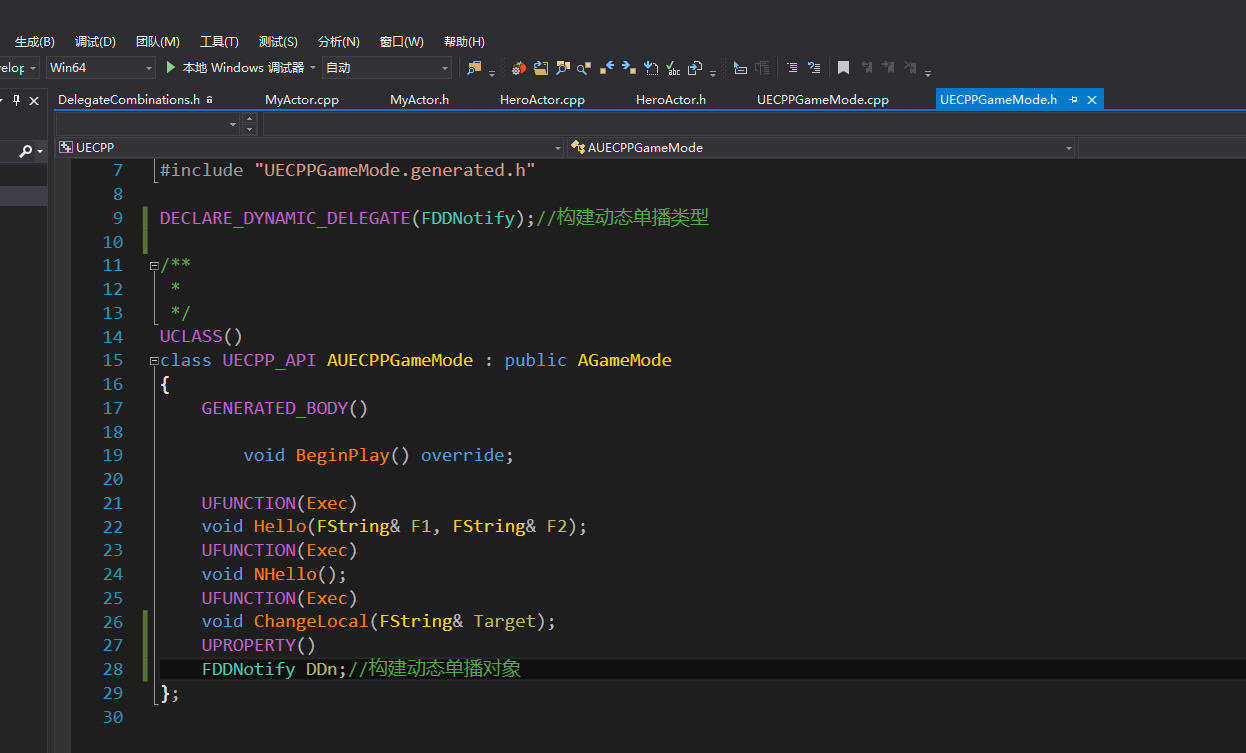 生成(B) 调试(D) 团队(M) 工具(T) 测试(S) 分析(N) 窗口(W) 帮助(H)
Win64 本地 Windows 调试器 自动
DelegateCombinations.h MyActor.cpp MyActor.h HeroActor.cpp HeroActor.h UECPPGameMode.cpp UECPPGameMode.h
UECPP AUECPPGameMode
7 #include "UECPPGameMode.generated.h"
8
9 DECLARE_DYNAMIC_DELEGATE(FDDNotify);//构建动态单播类型
10
11 /**
12 *
13 */
14 UCLASS()
15 class UECPP_API AUECPPGameMode : public AGameMode
16 {
17 GENERATED_BODY()
18
19 void BeginPlay() override;
20
21 UFUNCTION(Exec)
22 void Hello(FString& F1, FString& F2);
23 UFUNCTION(Exec)
24 void NHello();
25 UFUNCTION(Exec)
26 void ChangeLocal(FString& Target);
27 UPROPERTY()
28 FDDNotify DDn;//构建动态单播对象
29 };
30